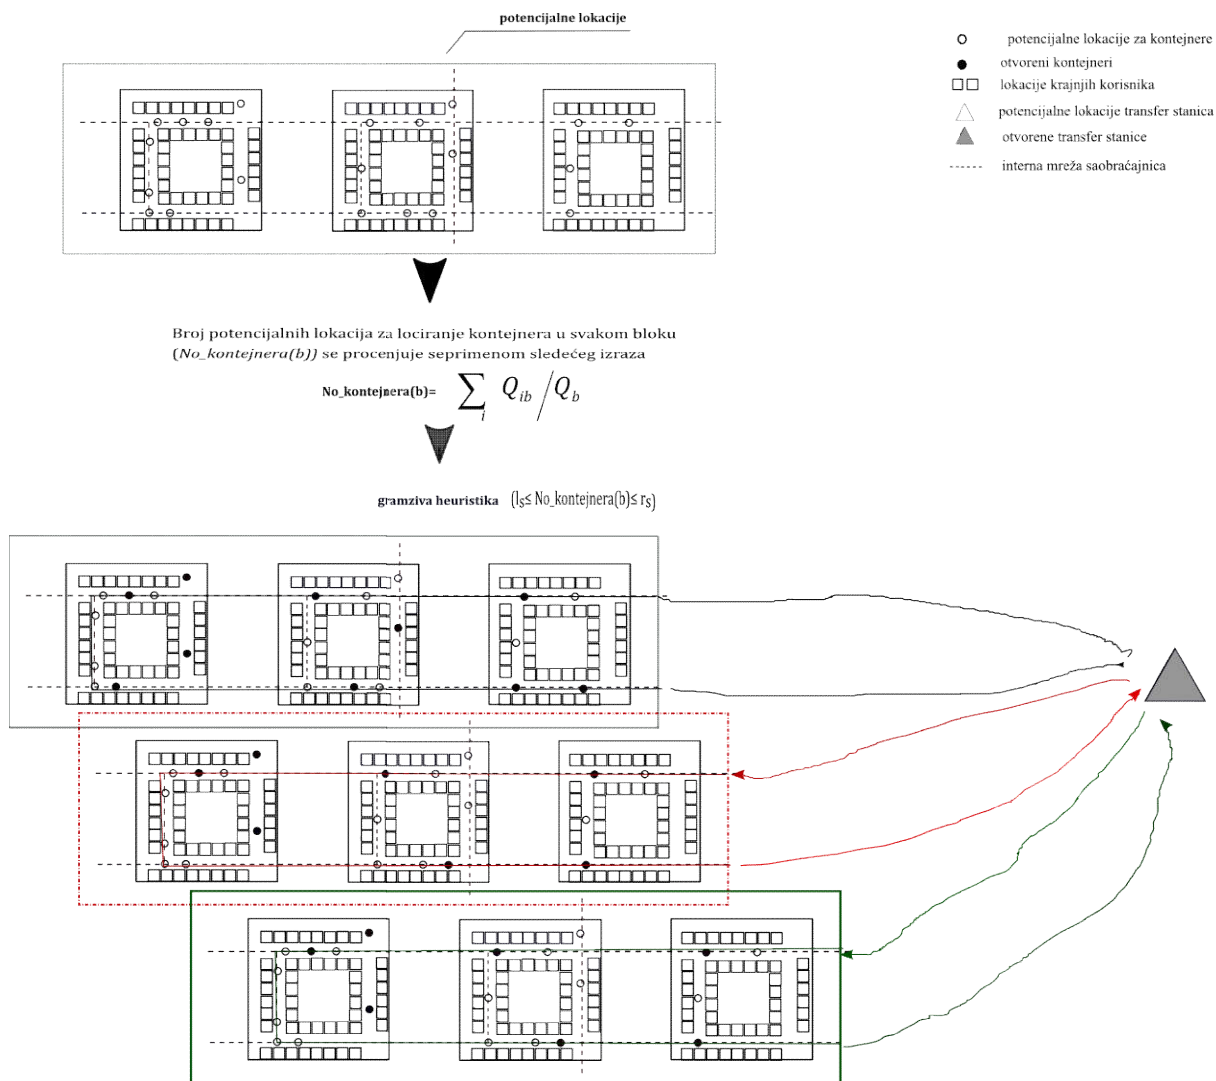 potencijalne lokacije
potencijalne lokacije za kontejnere
otvoreni kontejneri
lokacije krajnjih korisnika
potencijalne lokacije transfer stanica
otvorene transfer stanice
interna mreža saobraćajnica
Broj potencijalnih lokacija za lociranje kontejnera u svakom bloku
(No_kontejnera(b)) se procenjuje seprimenom sledećeg izraza
No_kontejnera(b)= ∑_i Q_ib / Q_b
gramziva heuristika (l_s≤ No_kontejnera(b)≤ r_s)